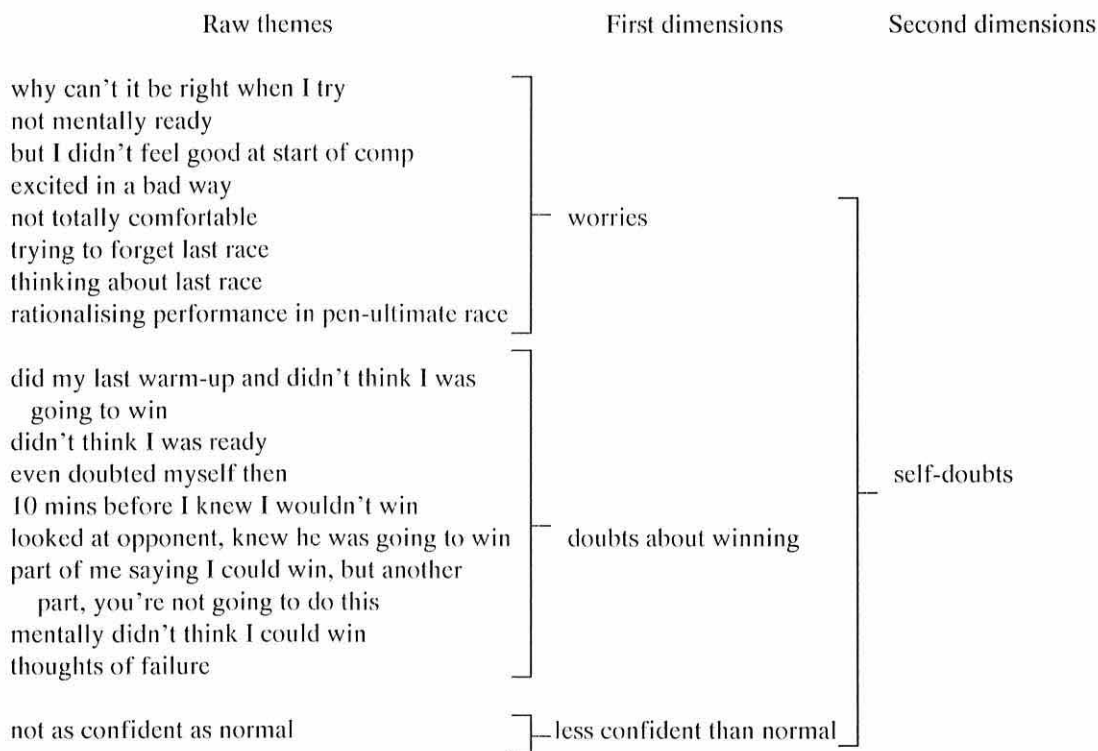 Raw themes First dimensions Second dimensions
why can't it be right when I try
not mentally ready
but I didn't feel good at start of comp
excited in a bad way
not totally comfortable
worries
trying to forget last race
thinking about last race
rationalising performance in pen-ultimate race
did my last warm-up and didn't think I was
going to win
didn't think I was ready
even doubted myself then
self-doubts
10 mins before I knew I wouldn't win
looked at opponent, knew he was going to win
doubts about winning
part of me saying I could win, but another
part, you're not going to do this
mentally didn't think I could win
thoughts of failure
not as confident as normal
less confident than normal